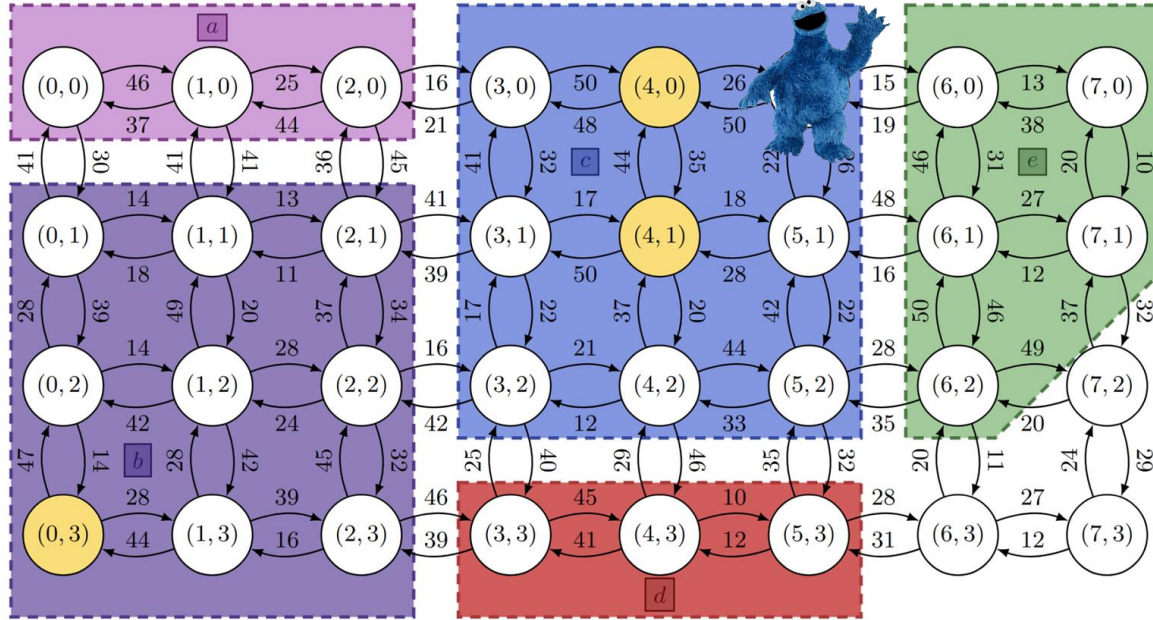 a
(0, 0) 46 (1, 0) 25 (2, 0) 16 (3, 0) 50 (4, 0) 26 15 (6, 0) 13 (7, 0)
37 44 21 48 50 19 38
c e
41 30 41 41 36 45 41 32 44 35 22 46 31 20 10
14 13 41 17 18 48 27
(0, 1) (1, 1) (2, 1) (3, 1) (4, 1) (5, 1) (6, 1) (7, 1)
18 11 39 50 28 16 12
28 39 49 20 37 34 17 22 37 20 42 22 50 46 37 32
14 28 16 21 44 28 49
(0, 2) (1, 2) (2, 2) (3, 2) (4, 2) (5, 2) (6, 2) (7, 2)
42 24 42 12 33 35 20
b
47 14 28 42 45 32 25 40 29 46 35 32 20 11 24 29
28 39 46 45 10 28 27
(0, 3) (1, 3) (2, 3) (3, 3) (4, 3) (5, 3) (6, 3) (7, 3)
44 16 39 41 12 31 12
d